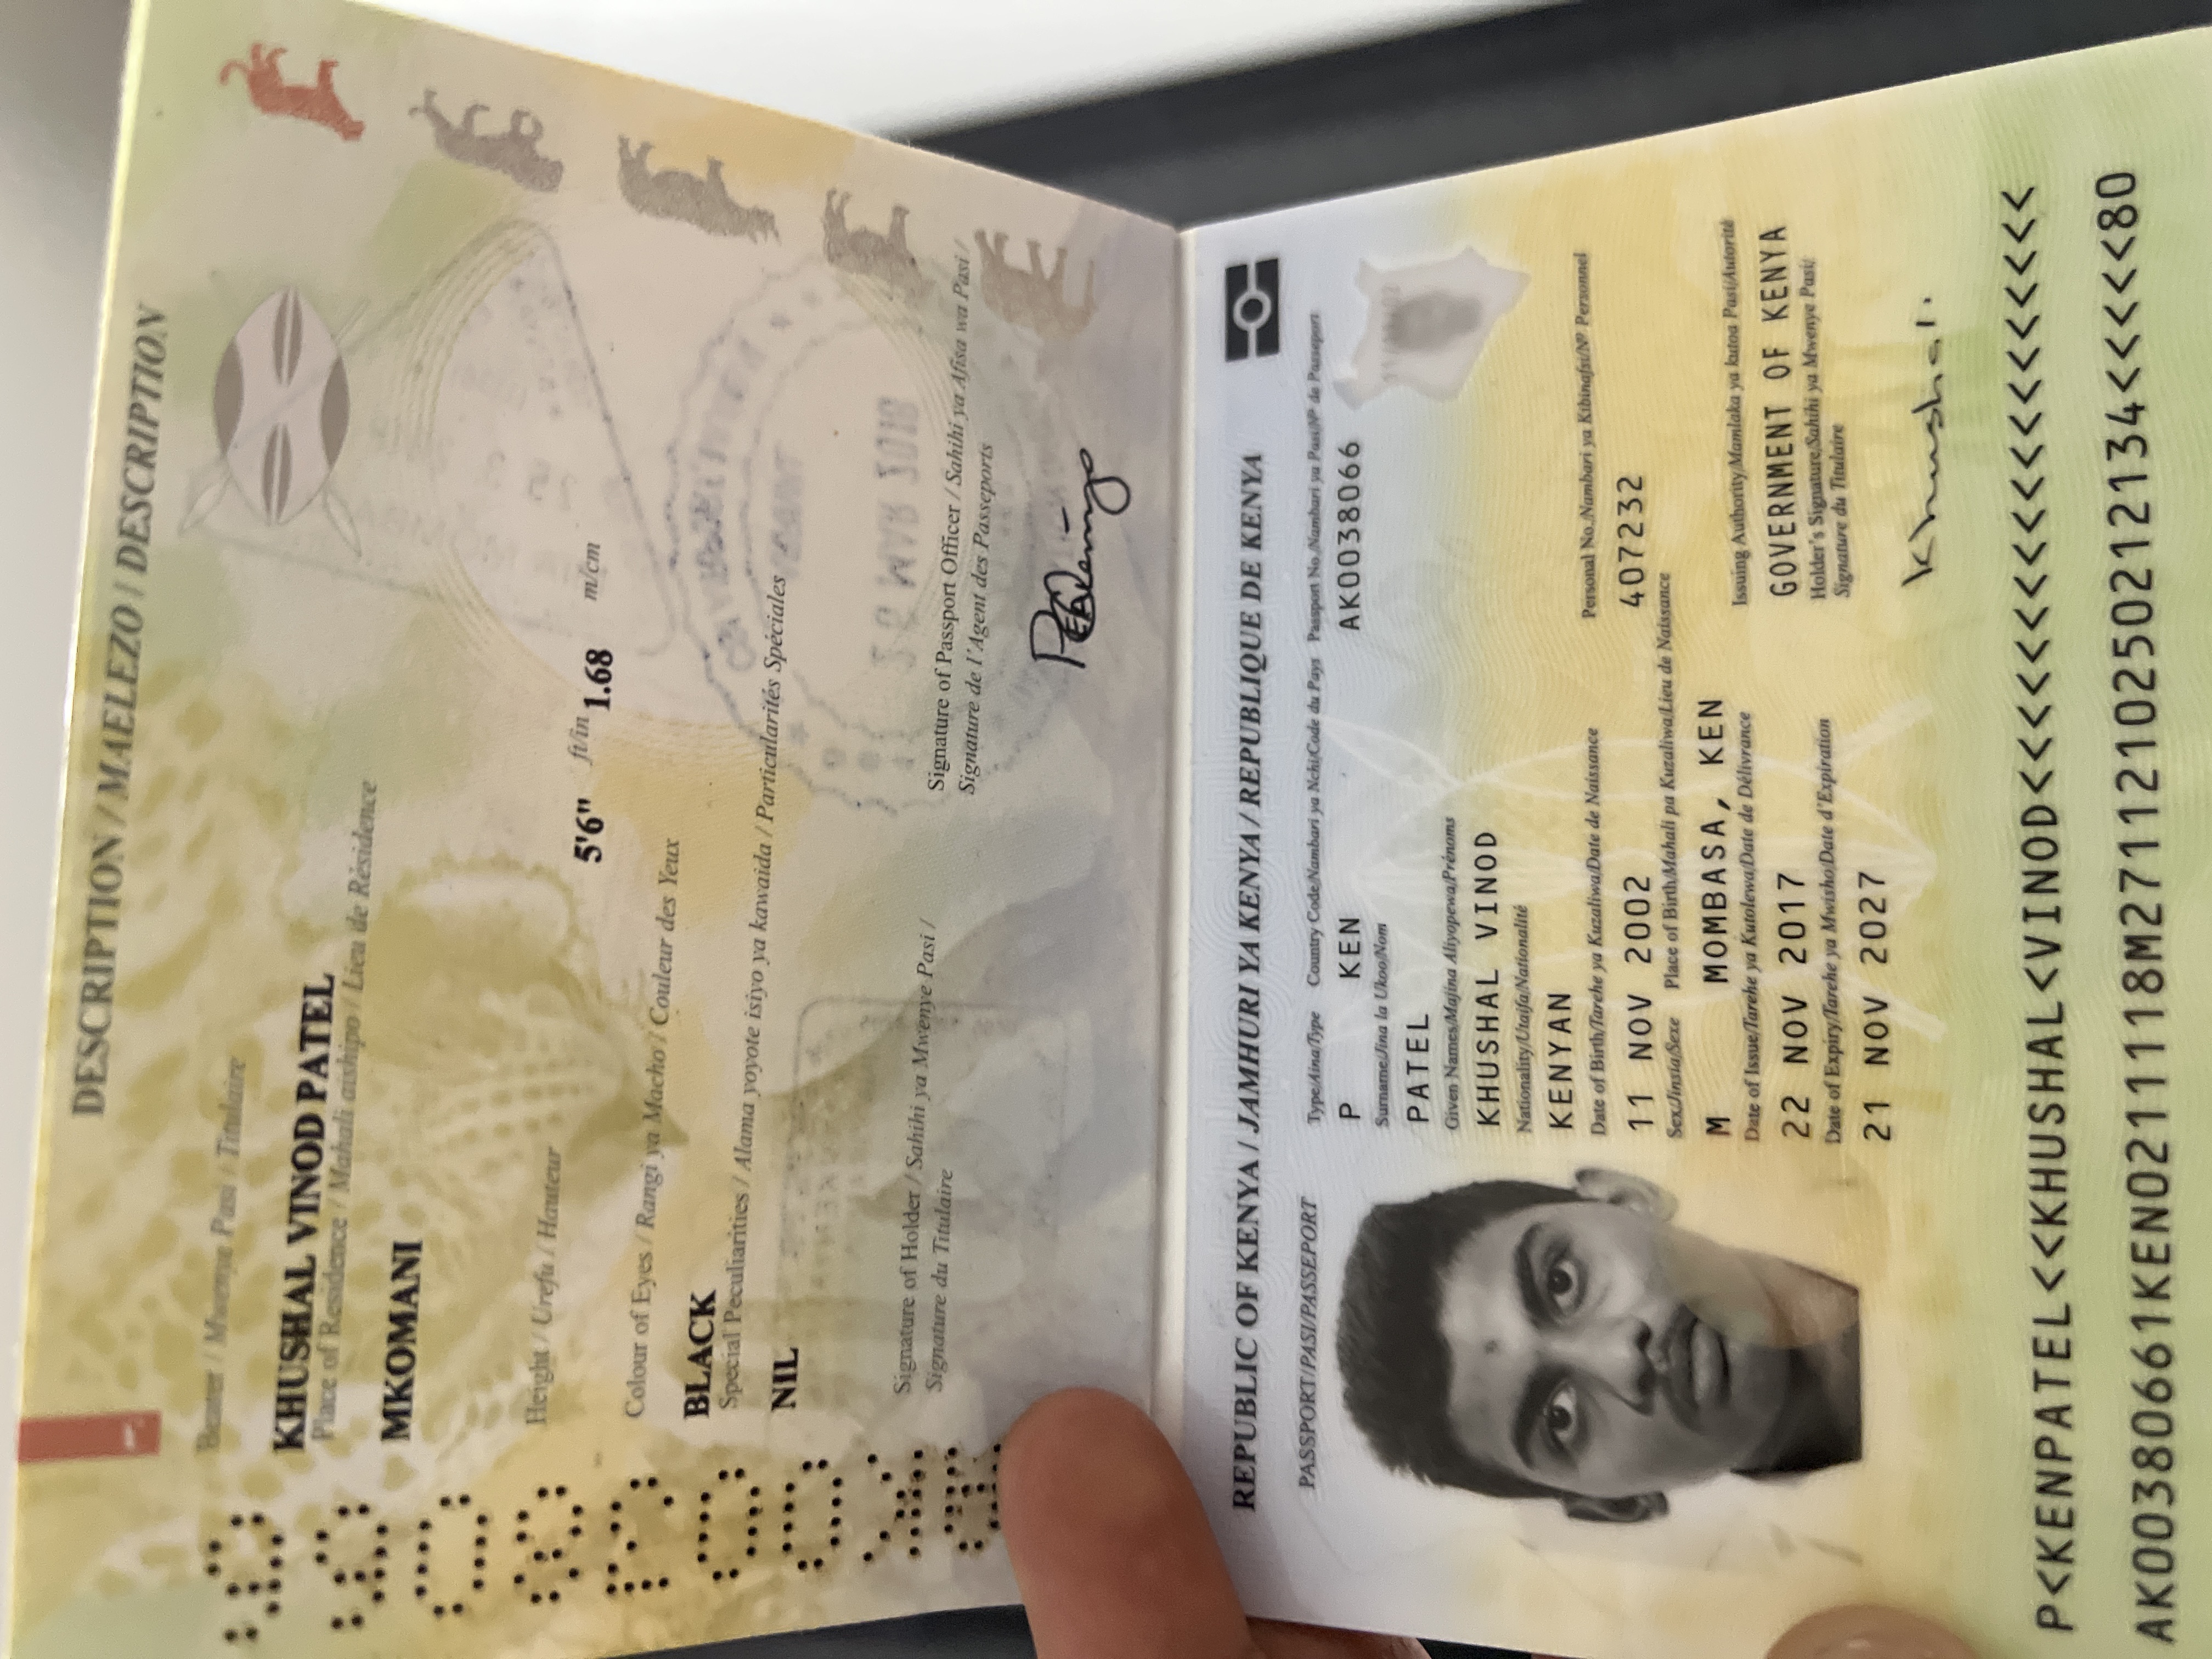 DESCRIPTION / MAELEZO / DESCRIPTION
Bearer / Mwenye Pasi / Titulaire
KHUSHAL VINOD PATEL
Place of Residence / Mahali aishipo / Lieu de Résidence
MKOMANI
Height / Urefu / Hauteur
5'6" ft/in 1.68 m/cm
Colour of Eyes / Rangi ya Macho / Couleur des Yeux
BLACK
Special Peculiarities / Alama yoyote isiyo ya kawaida / Particularités Spéciales
NIL
26 MAR 2018
Signature of Holder / Sahihi ya Mwenye Pasi /
Signature du Titulaire
Signature of Passport Officer / Sahihi ya Afisa wa Pasi /
Signature de l'Agent des Passeports
REPUBLIC OF KENYA / JAMHURI YA KENYA / REPUBLIQUE DE KENYA
PASSPORT/PASI/PASSEPORT
Type/Aina/Type Country Code/Nambari ya Nchi/Code du Pays Passport No./Nambari ya Pasi/Nº de Passeport
P KEN AK0038066
Surname/Jina la Ukoo/Nom
PATEL
Given Names/Majina Aliyopewa/Prénoms
KHUSHAL VINOD
Nationality/Utaifa/Nationalité
KENYAN
Date of Birth/Tarehe ya Kuzaliwa/Date de Naissance Personal No./Nambari ya Kibinafsi/Nº Personnel
11 NOV 2002 407232
Sex/Jinsia/Sexe Place of Birth/Mahali pa Kuzaliwa/Lieu de Naissance
M MOMBASA, KEN
Date of Issue/Tarehe ya Kutolewa/Date de Délivrance Issuing Authority/Mamlaka ya kutoa Pasi/Autorité
22 NOV 2017 GOVERNMENT OF KENYA
Date of Expiry/Tarehe ya Mwisho/Date d'Expiration Holder's Signature/Sahihi ya Mwenye Pasi/
Signature du Titulaire
21 NOV 2027
Khushal.
P<KENPATEL<<KHUSHAL<VINOD<<<<<<<<<<<<<<<<<<<
AK00380661KEN0211118M2711210250212134<<<<<80